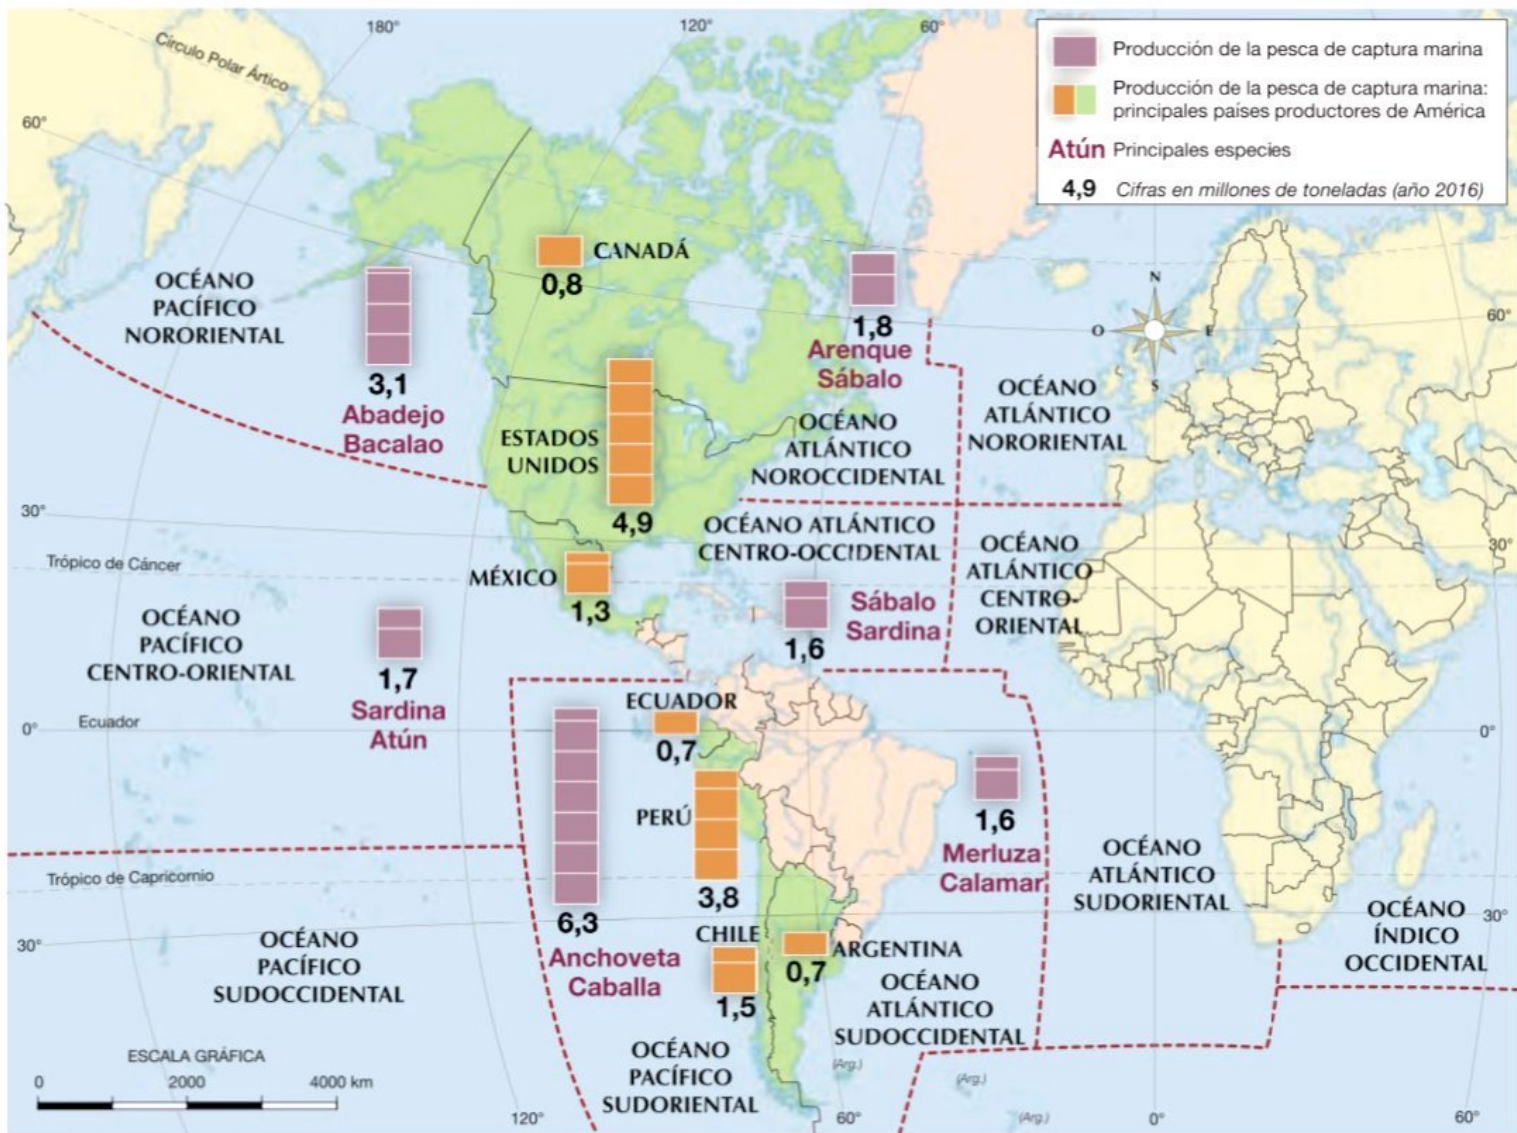 180°
120°
60°
Círculo Polar Ártico
60°
Producción de la pesca de captura marina
Producción de la pesca de captura marina:
principales países productores de América
Atún Principales especies
4,9 Cifras en millones de toneladas (año 2016)
CANADÁ
0,8
OCÉANO
PACÍFICO
NORORIENTAL
3,1
Abadejo
Bacalao
1,8
Arenque
Sábalo
N
O
E
S
60°
ESTADOS
UNIDOS
4,9
OCÉANO
ATLÁNTICO
NOROCCIDENTAL
OCÉANO
ATLÁNTICO
NORORIENTAL
30°
Trópico de Cáncer
OCÉANO ATLÁNTICO
CENTRO-OCCIDENTAL
OCÉANO
ATLÁNTICO
CENTRO-
ORIENTAL
30°
MÉXICO
1,3
1,6
Sábalo
Sardina
OCÉANO
PACÍFICO
CENTRO-ORIENTAL
1,7
Sardina
Atún
Ecuador
0°
ECUADOR
0,7
0°
PERÚ
3,8
6,3
Anchoveta
Caballa
1,6
Merluza
Calamar
Trópico de Capricornio
OCÉANO
ATLÁNTICO
SUDORIENTAL
30°
OCÉANO
ÍNDICO
OCCIDENTAL
30°
OCÉANO
PACÍFICO
SUDOCCIDENTAL
CHILE
1,5
ARGENTINA
0,7
OCÉANO
ATLÁNTICO
SUDOCCIDENTAL
OCÉANO
PACÍFICO
SUDORIENTAL
(Arg.)
(Arg.)
(Arg.)
ESCALA GRÁFICA
0 2000 4000 km
120°
60°
0°
60°